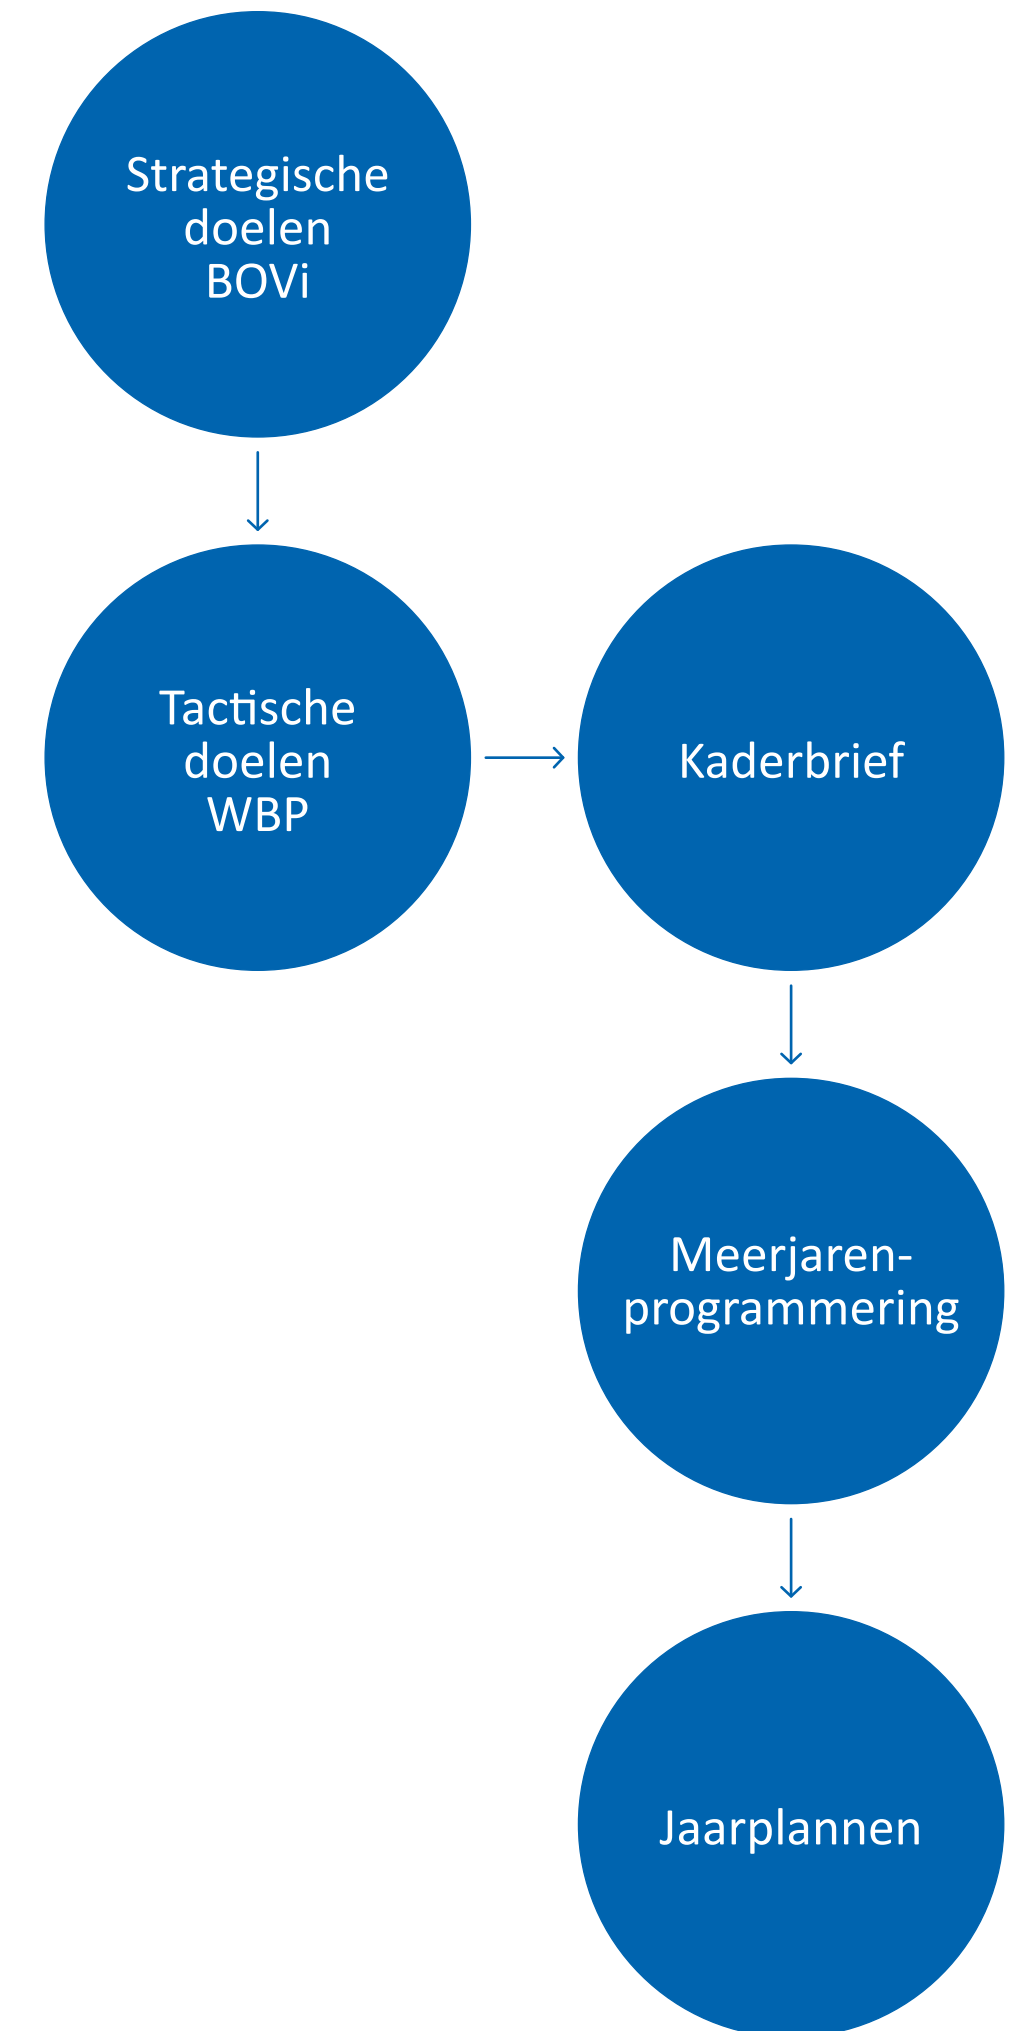 Strategische
doelen
BOVi
Tactische
doelen
WBP
Kaderbrief
Meerjaren-
programmering
Jaarplannen